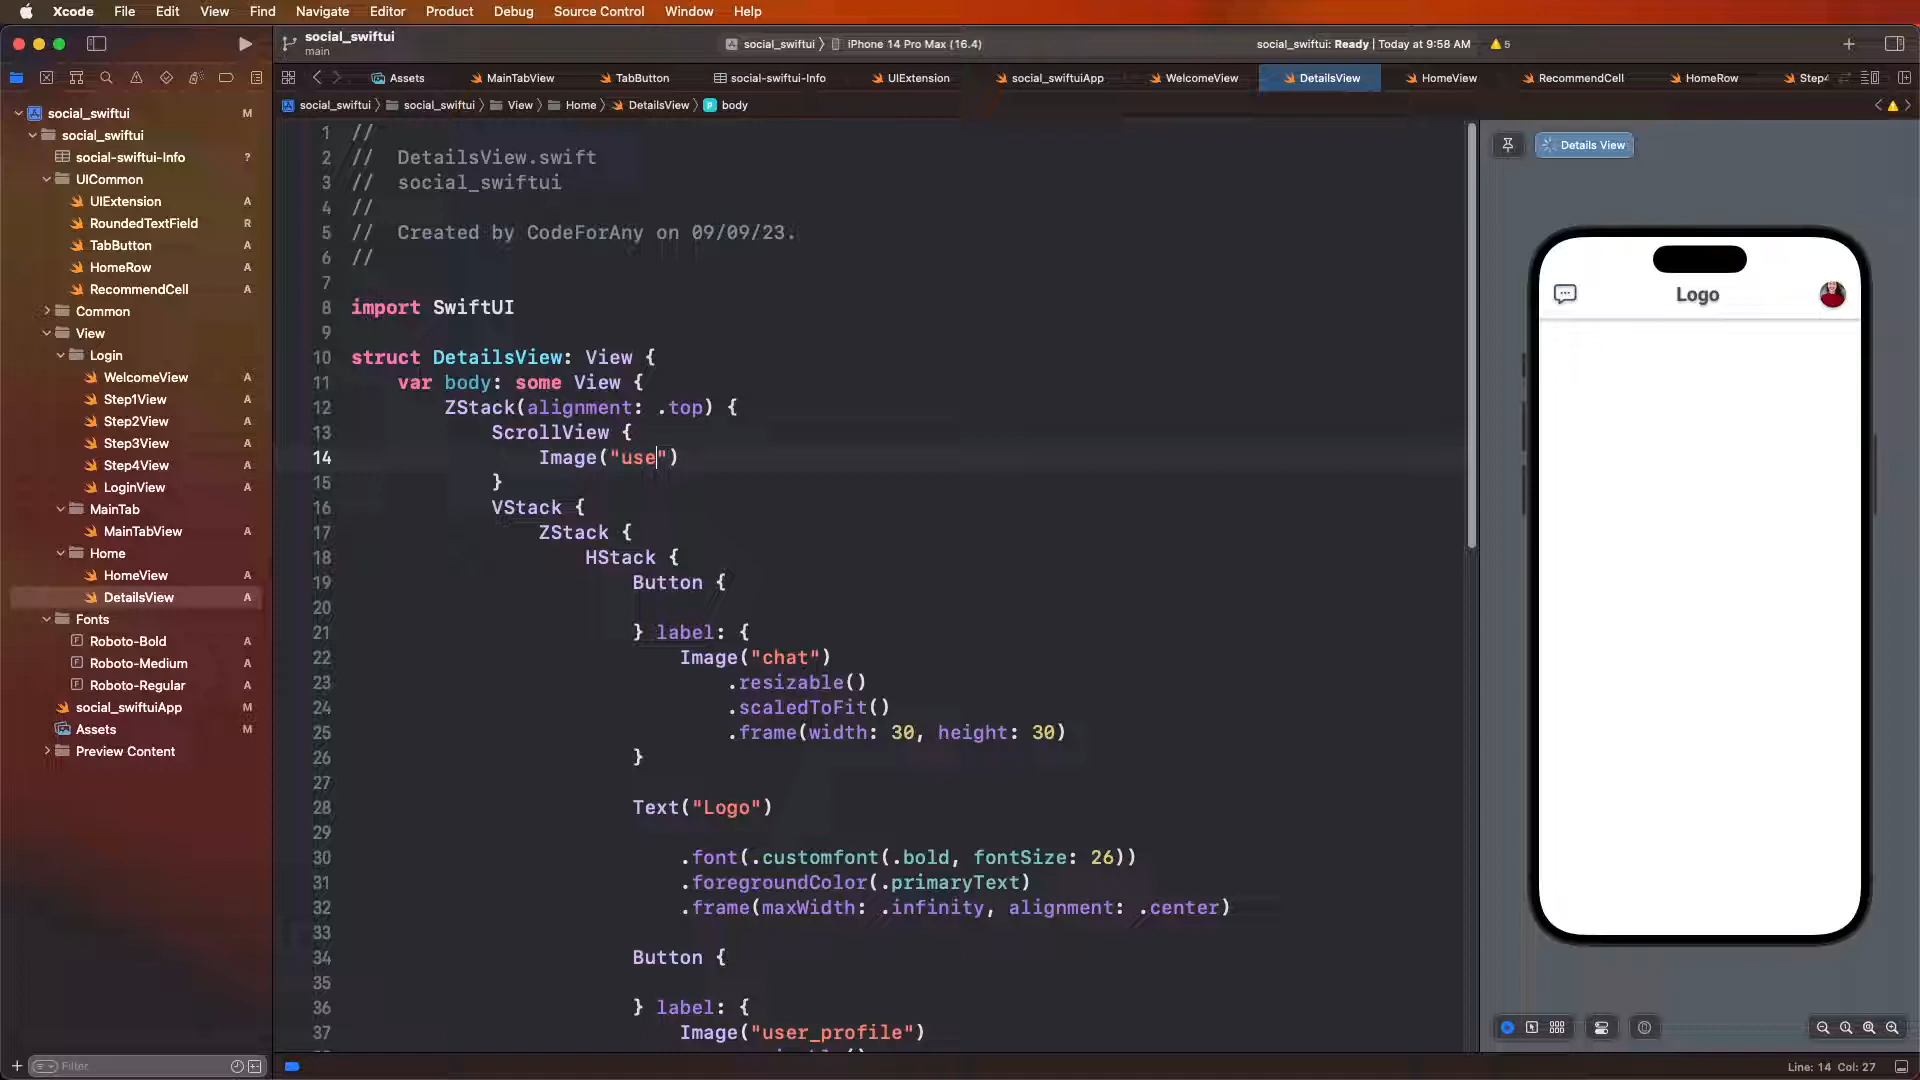 Xcode File Edit View Find Navigate Editor Product Debug Source Control Window Help
social_swiftui
main
social_swiftui iPhone 14 Pro Max (16.4)
social_swiftui: Ready | Today at 9:58 AM
5
Assets MainTabView TabButton social-swiftui-Info UIExtension social_swiftuiApp WelcomeView DetailsView HomeView RecommendCell HomeRow Step4
social_swiftui social_swiftui View Home DetailsView body
social_swiftui M
social_swiftui
social-swiftui-Info ?
UICommon
UIExtension A
RoundedTextField R
TabButton A
HomeRow A
RecommendCell A
Common
View
Login
WelcomeView A
Step1View A
Step2View A
Step3View A
Step4View A
LoginView A
MainTab
MainTabView A
Home
HomeView A
DetailsView A
Fonts
Roboto-Bold A
Roboto-Medium A
Roboto-Regular A
social_swiftuiApp M
Assets M
Preview Content
Filter
1 //
2 //  DetailsView.swift
3 //  social_swiftui
4 //
5 //  Created by CodeForAny on 09/09/23.
6 //
7
8 import SwiftUI
9
10 struct DetailsView: View {
11     var body: some View {
12         ZStack(alignment: .top) {
13             ScrollView {
14                 Image("use")
15             }
16             VStack {
17                 ZStack {
18                     HStack {
19                         Button {
20
21                         } label: {
22                             Image("chat")
23                                 .resizable()
24                                 .scaledToFit()
25                                 .frame(width: 30, height: 30)
26                         }
27
28                         Text("Logo")
29
30                             .font(.customfont(.bold, fontSize: 26))
31                             .foregroundColor(.primaryText)
32                             .frame(maxWidth: .infinity, alignment: .center)
33
34                         Button {
35
36                         } label: {
37                             Image("user_profile")
Details View
Logo
Line: 14 Col: 27